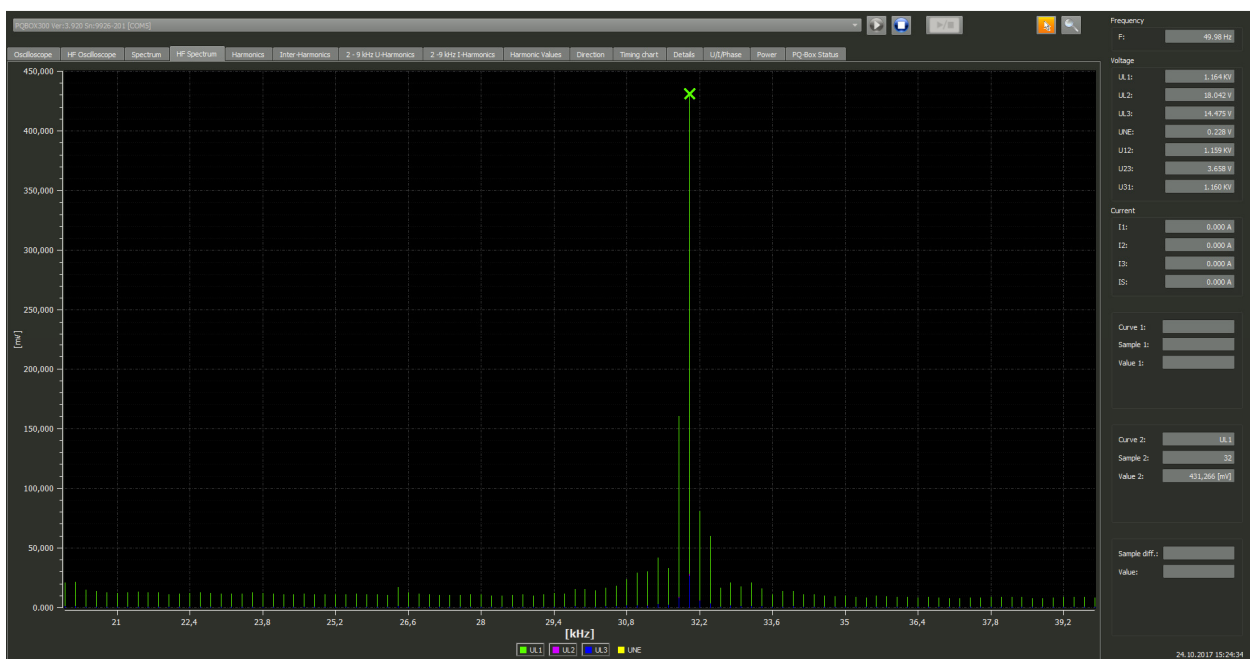 PQBOX300 Ver:3.920 Sn:9926-201 [COM5]
Oscilloscope HF Oscilloscope Spectrum HF Spectrum Harmonics Inter-Harmonics 2 - 9 kHz U-Harmonics 2 -9 kHz I-Harmonics Harmonic Values Direction Timing chart Details U/I/Phase Power PQ-Box Status
450,000
400,000
350,000
300,000
250,000
[mV]
200,000
150,000
100,000
50,000
0.000
21 22,4 23,8 25,2 26,6 28 29,4 30,8 32,2 33,6 35 36,4 37,8 39,2
[kHz]
UL1 UL2 UL3 UNE
Frequency
F: 49.98 Hz
Voltage
UL1: 1.164 KV
UL2: 18.042 V
UL3: 14.475 V
UNE: 0.228 V
U12: 1.159 KV
U23: 3.658 V
U31: 1.160 KV
Current
I1: 0.000 A
I2: 0.000 A
I3: 0.000 A
IS: 0.000 A
Curve 1:
Sample 1:
Value 1:
Curve 2: UL1
Sample 2: 32
Value 2: 431,266 [mV]
Sample diff.:
Value:
24.10.2017 15:24:34